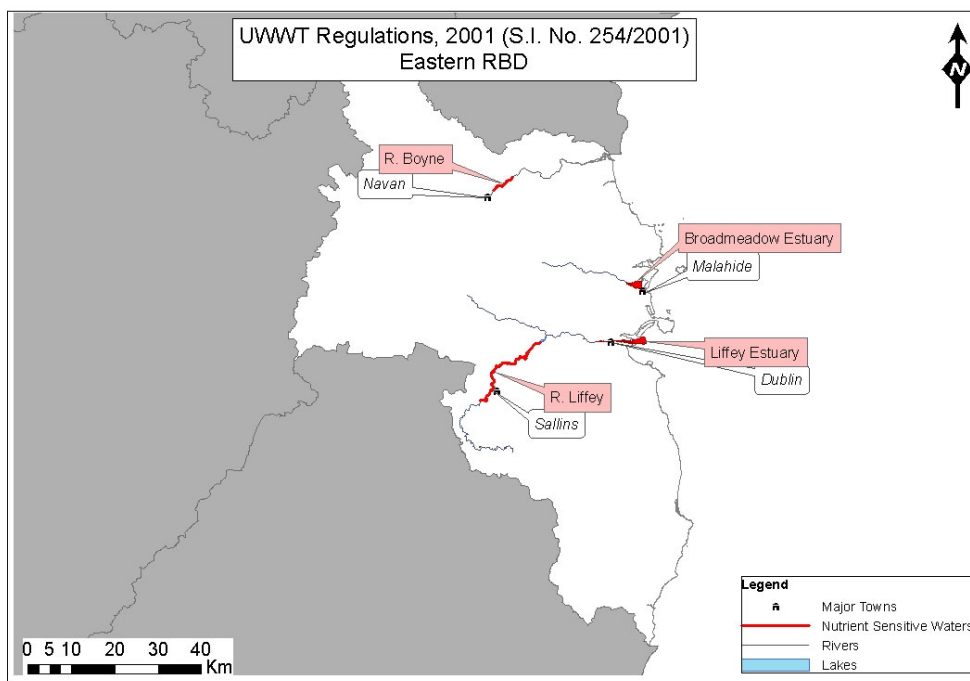 UWWT Regulations, 2001 (S.I. No. 254/2001)
Eastern RBD
N
R. Boyne
Navan
Broadmeadow Estuary
Malahide
Liffey Estuary
Dublin
R. Liffey
Sallins
Legend
Major Towns
Nutrient Sensitive Waters
Rivers
Lakes
0 5 10 20 30 40
Km